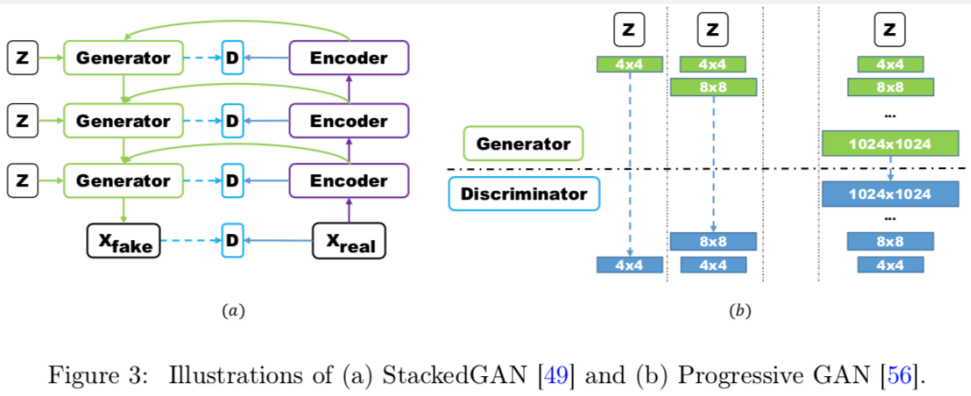 Z Generator D Encoder
Z Generator D Encoder
Z Generator D Encoder
Xfake D Xreal
(a)
Z Z Z
4x4 4x4 4x4
8x8 8x8
...
Generator 1024x1024
Discriminator 1024x1024
...
8x8 8x8
4x4 4x4 4x4
(b)
Figure 3: Illustrations of (a) StackedGAN [49] and (b) Progressive GAN [56].